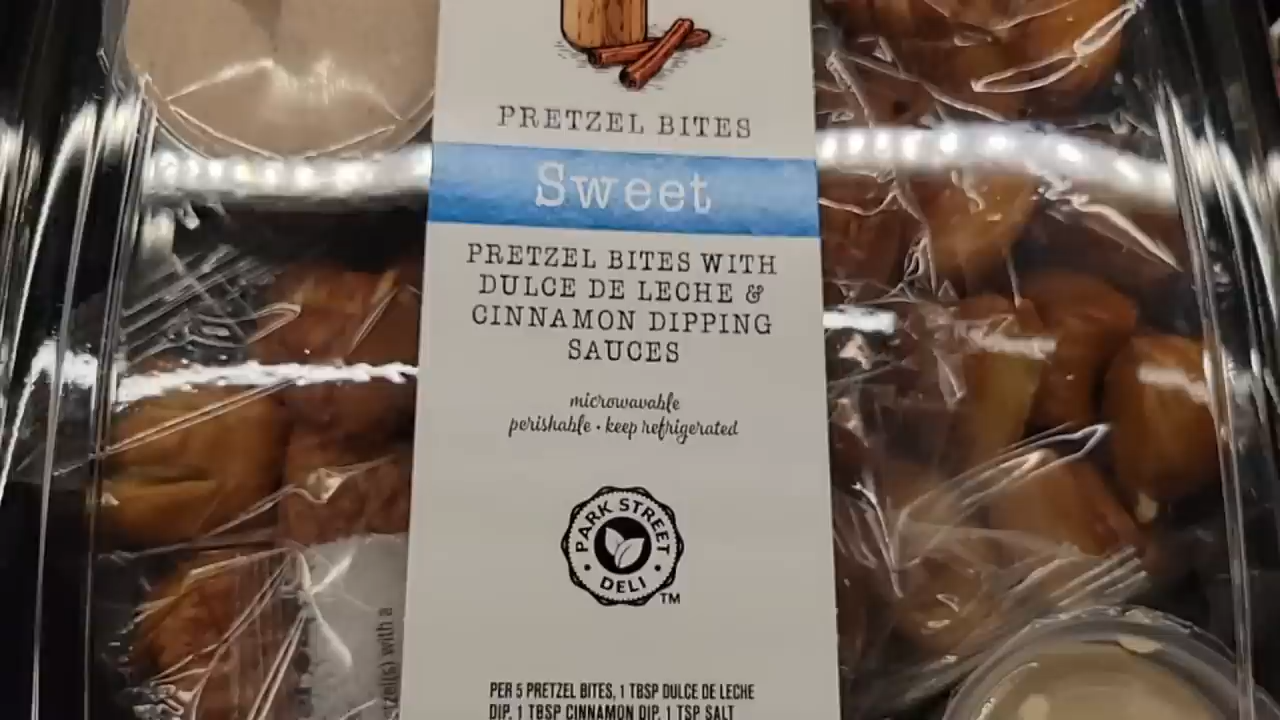 PRETZEL BITES
Sweet
PRETZEL BITES WITH
DULCE DE LECHE &
CINNAMON DIPPING
SAUCES
microwavable
perishable • keep refrigerated
PARK STREET
DELI
TM
PER 5 PRETZEL BITES, 1 TBSP DULCE DE LECHE
DIP, 1 TBSP CINNAMON DIP, 1 TSP SALT
with a